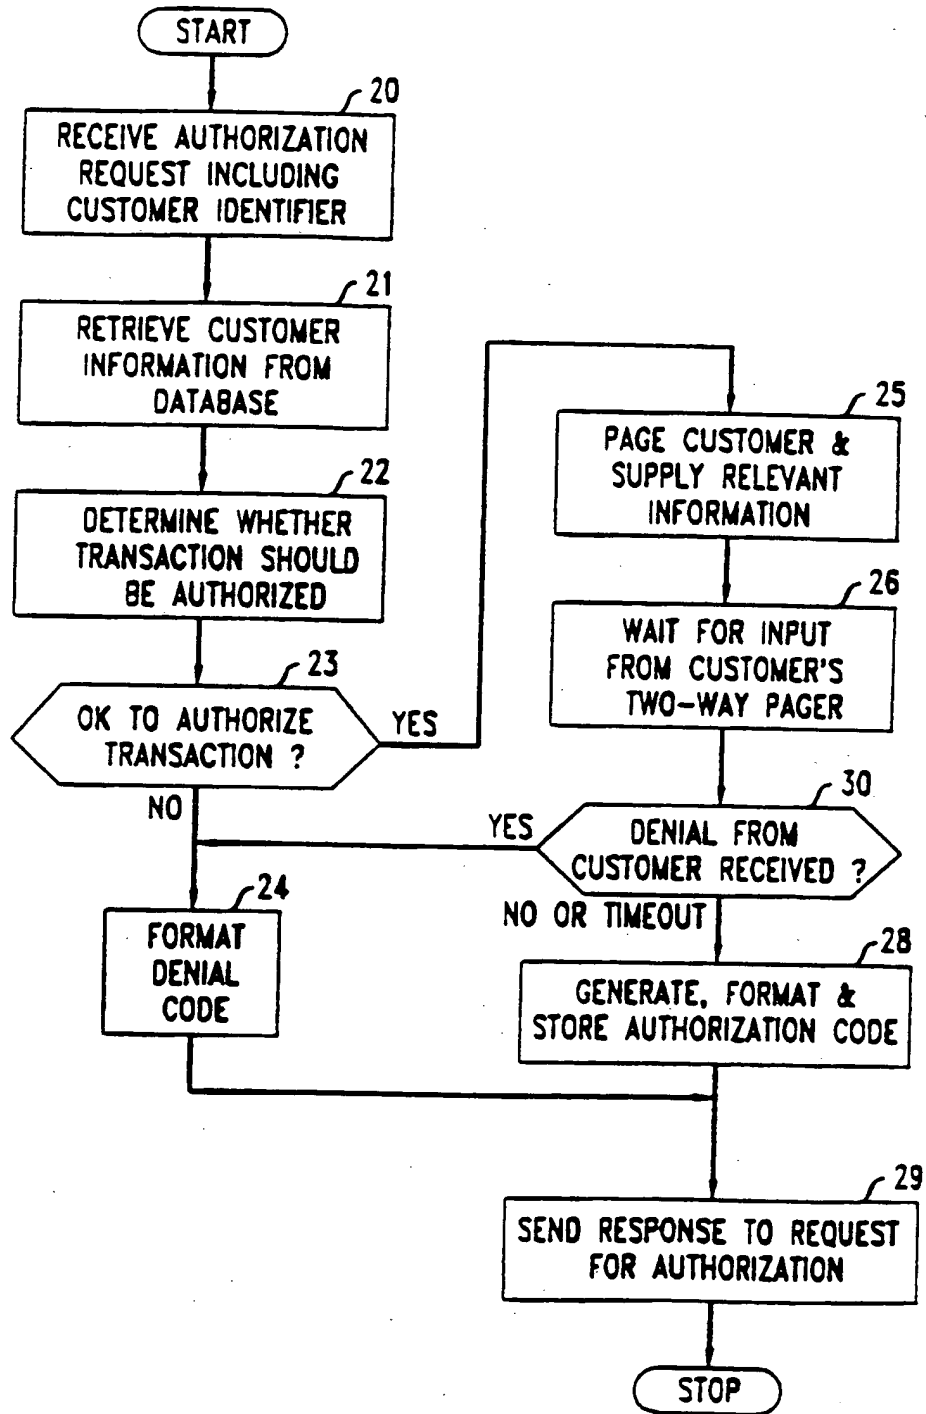 START
20
RECEIVE AUTHORIZATION
REQUEST INCLUDING
CUSTOMER IDENTIFIER
21
RETRIEVE CUSTOMER
INFORMATION FROM
DATABASE
22
DETERMINE WHETHER
TRANSACTION SHOULD
BE AUTHORIZED
23
OK TO AUTHORIZE
TRANSACTION ?
YES
NO
24
FORMAT
DENIAL
CODE
25
PAGE CUSTOMER &
SUPPLY RELEVANT
INFORMATION
26
WAIT FOR INPUT
FROM CUSTOMER'S
TWO-WAY PAGER
30
DENIAL FROM
CUSTOMER RECEIVED ?
YES
NO OR TIMEOUT
28
GENERATE, FORMAT &
STORE AUTHORIZATION CODE
29
SEND RESPONSE TO REQUEST
FOR AUTHORIZATION
STOP